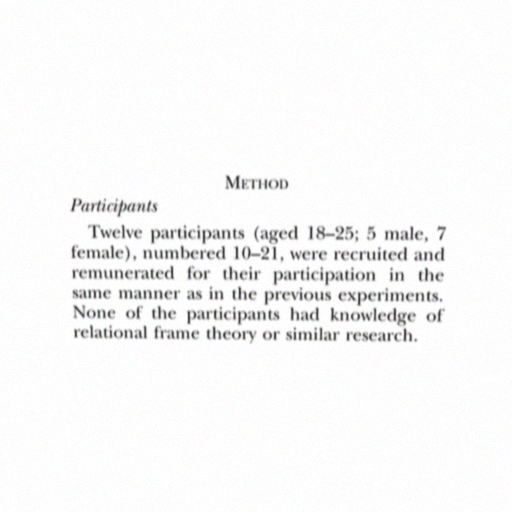 METHOD
Participants
Twelve participants (aged 18–25; 5 male, 7
female), numbered 10–21, were recruited and
remunerated for their participation in the
same manner as in the previous experiments.
None of the participants had knowledge of
relational frame theory or similar research.